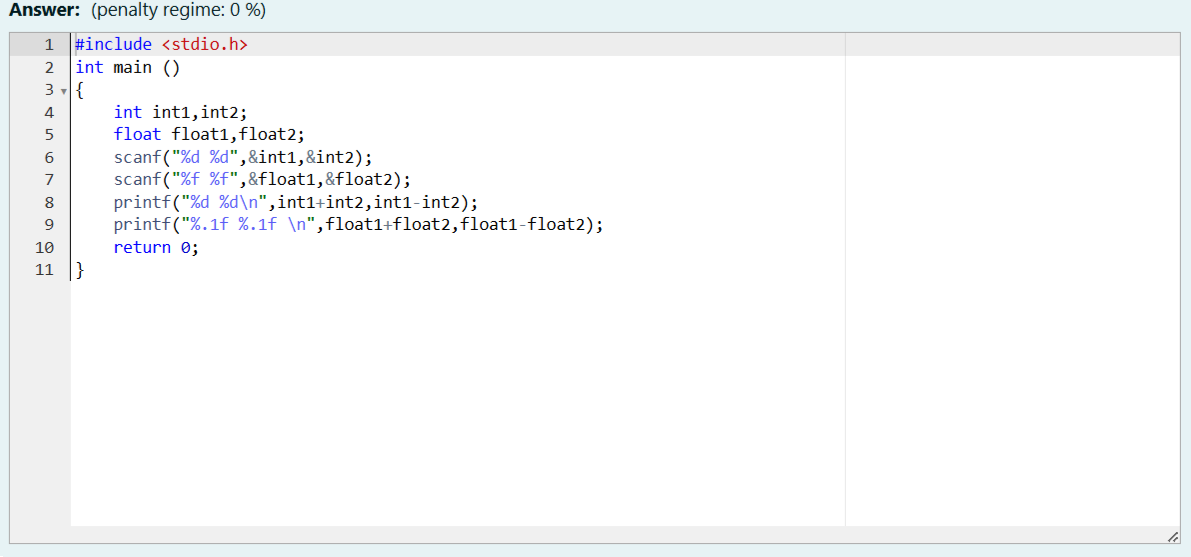 Answer: (penalty regime: 0 %)
1 #include <stdio.h>
2 int main ()
3 {
4 int int1,int2;
5 float float1,float2;
6 scanf("%d %d",&int1,&int2);
7 scanf("%f %f",&float1,&float2);
8 printf("%d %d\n",int1+int2,int1-int2);
9 printf("%.1f %.1f \n",float1+float2,float1-float2);
10 return 0;
11 }